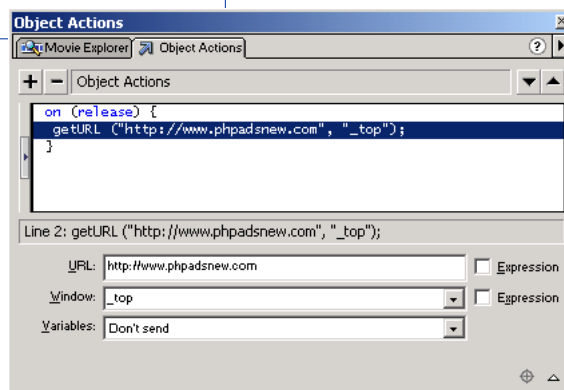 Object Actions
Movie Explorer Object Actions ?
+ - Object Actions
on (release) {
getURL ("http://www.phpadsnew.com", "_top");
}
Line 2: getURL ("http://www.phpadsnew.com", "_top");
URL: http://www.phpadsnew.com Expression
Window: _top Expression
Variables: Don't send